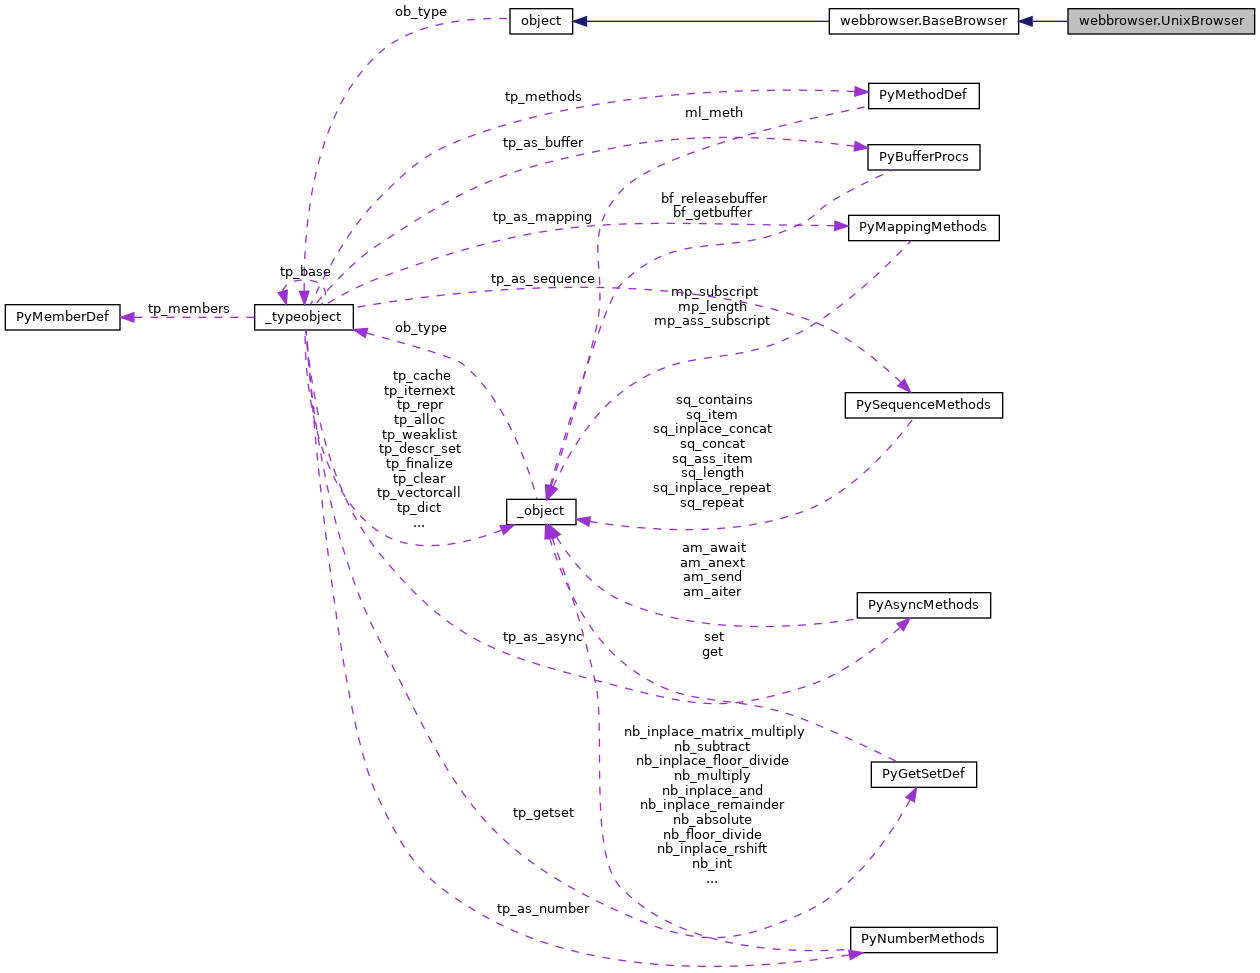 ob_type
object
webbrowser.BaseBrowser
webbrowser.UnixBrowser
tp_methods
PyMethodDef
ml_meth
tp_as_buffer
PyBufferProcs
bf_releasebuffer
bf_getbuffer
tp_as_mapping
PyMappingMethods
tp_base
tp_as_sequence
mp_subscript
mp_length
mp_ass_subscript
PyMemberDef
tp_members
_typeobject
ob_type
tp_cache
tp_iternext
tp_repr
tp_alloc
tp_weaklist
tp_descr_set
tp_finalize
tp_clear
tp_vectorcall
tp_dict
...
PySequenceMethods
sq_contains
sq_item
sq_inplace_concat
sq_concat
sq_ass_item
sq_length
sq_inplace_repeat
sq_repeat
_object
am_await
am_anext
am_send
am_aiter
PyAsyncMethods
tp_as_async
set
get
nb_inplace_matrix_multiply
nb_subtract
nb_inplace_floor_divide
nb_multiply
nb_inplace_and
nb_inplace_remainder
nb_absolute
nb_floor_divide
nb_inplace_rshift
nb_int
...
PyGetSetDef
tp_getset
tp_as_number
PyNumberMethods